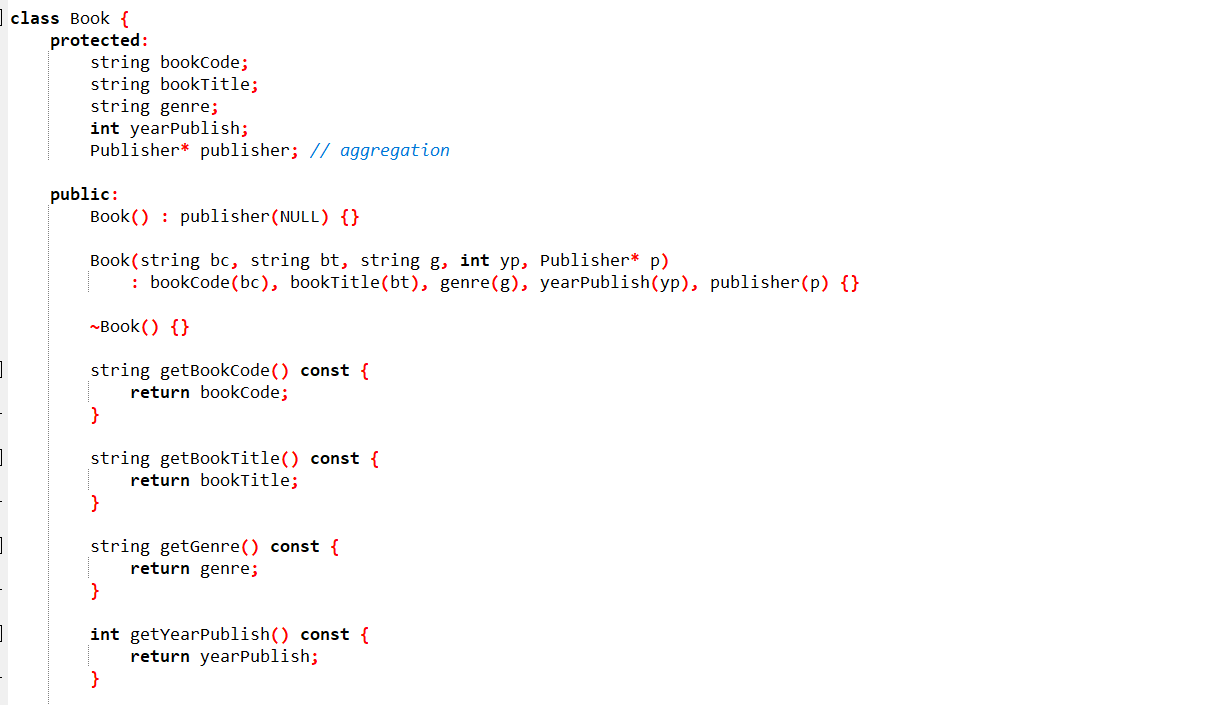 class Book {
protected:
string bookCode;
string bookTitle;
string genre;
int yearPublish;
Publisher* publisher; // aggregation
public:
Book() : publisher(NULL) {}
Book(string bc, string bt, string g, int yp, Publisher* p)
: bookCode(bc), bookTitle(bt), genre(g), yearPublish(yp), publisher(p) {}
~Book() {}
string getBookCode() const {
return bookCode;
}
string getBookTitle() const {
return bookTitle;
}
string getGenre() const {
return genre;
}
int getYearPublish() const {
return yearPublish;
}